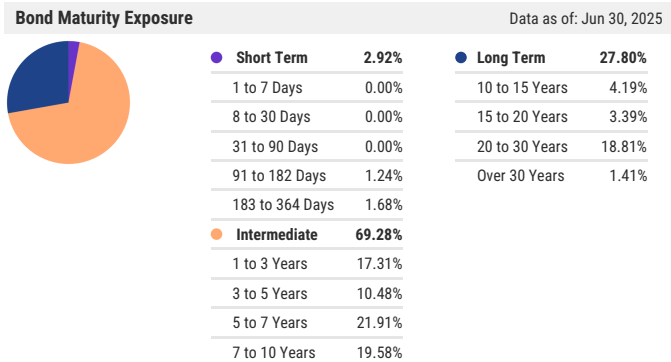 Bond Maturity Exposure
Data as of: Jun 30, 2025
Short Term 2.92%
1 to 7 Days 0.00%
8 to 30 Days 0.00%
31 to 90 Days 0.00%
91 to 182 Days 1.24%
183 to 364 Days 1.68%
Intermediate 69.28%
1 to 3 Years 17.31%
3 to 5 Years 10.48%
5 to 7 Years 21.91%
7 to 10 Years 19.58%
Long Term 27.80%
10 to 15 Years 4.19%
15 to 20 Years 3.39%
20 to 30 Years 18.81%
Over 30 Years 1.41%